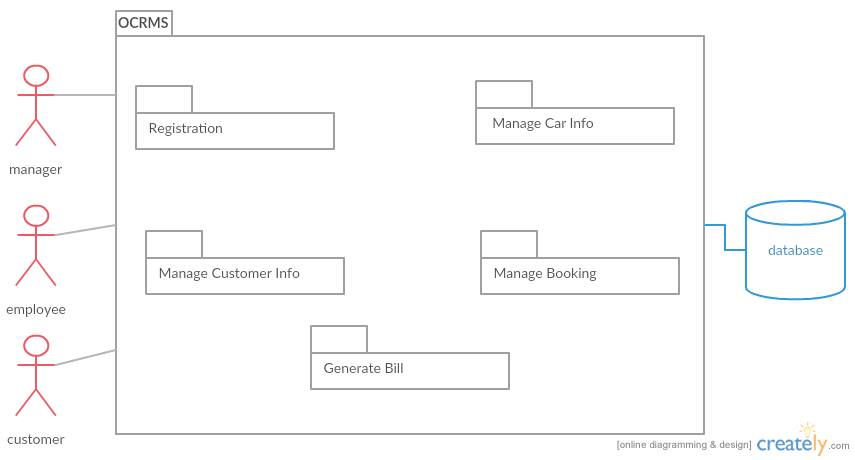 OCRMS
manager
Registration
Manage Car Info
employee
Manage Customer Info
Manage Booking
database
customer
Generate Bill
[online diagramming & design] creately.com